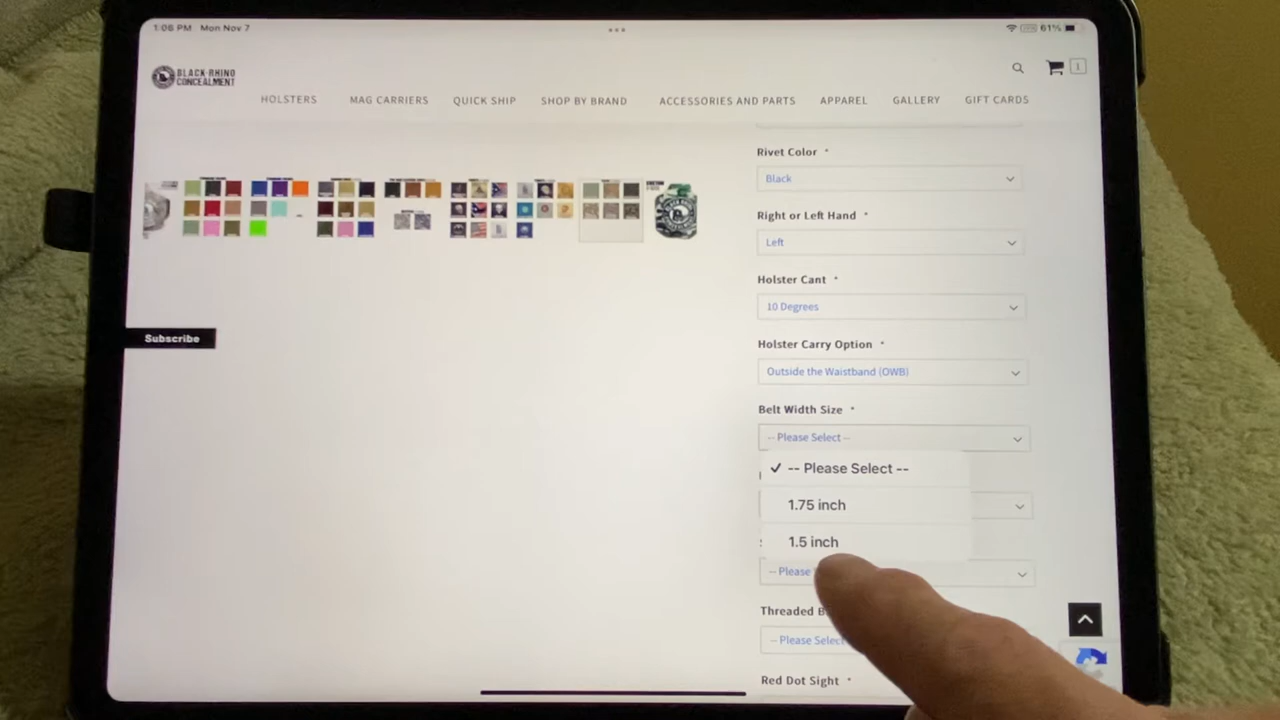 1:06 PM Mon Nov 7
61%
BLACK RHINO
CONCEALMENT
1
HOLSTERS MAG CARRIERS QUICK SHIP SHOP BY BRAND ACCESSORIES AND PARTS APPAREL GALLERY GIFT CARDS
Rivet Color *
Black
Right or Left Hand *
Left
Holster Cant *
10 Degrees
Holster Carry Option *
Outside the Waistband (OWB)
Subscribe
Belt Width Size *
-- Please Select --
✓ -- Please Select --
1.75 inch
1.5 inch
-- Please
Threaded B
-- Please Select
Red Dot Sight *